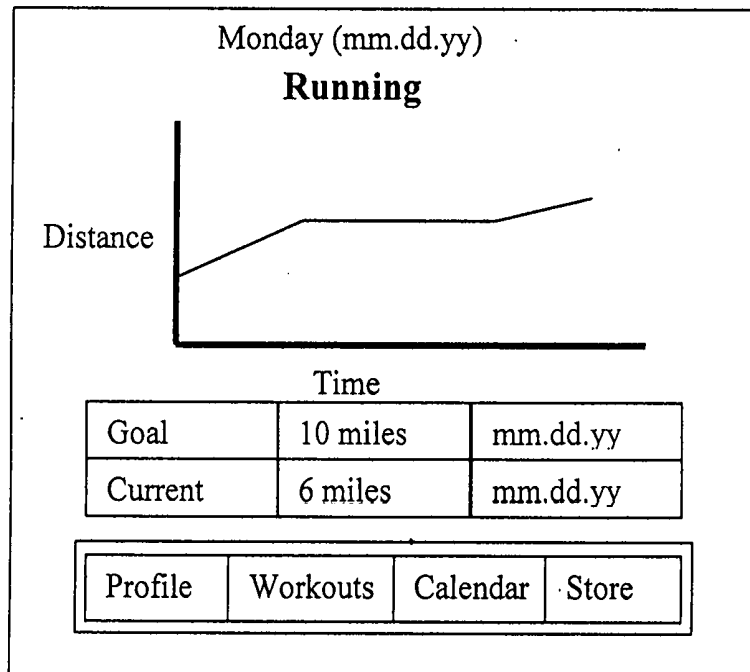 Monday (mm.dd.yy)
Running
Distance
Time
Goal 10 miles mm.dd.yy
Current 6 miles mm.dd.yy
Profile Workouts Calendar Store